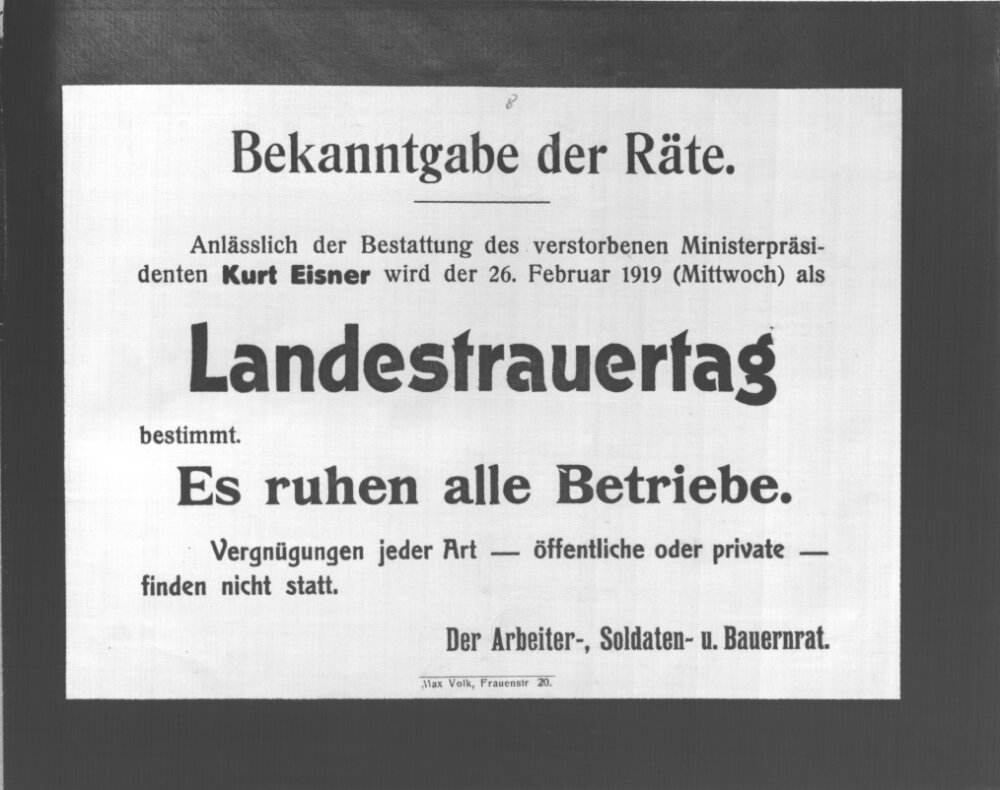 8
Bekanntgabe der Räte.
Anlässlich der Bestattung des verstorbenen Ministerpräsi-
denten Kurt Eisner wird der 26. Februar 1919 (Mittwoch) als
Landestrauertag
bestimmt.
Es ruhen alle Betriebe.
Vergnügungen jeder Art — öffentliche oder private —
finden nicht statt.
Der Arbeiter-, Soldaten- u. Bauernrat.
Max Volk, Frauenstr 20.